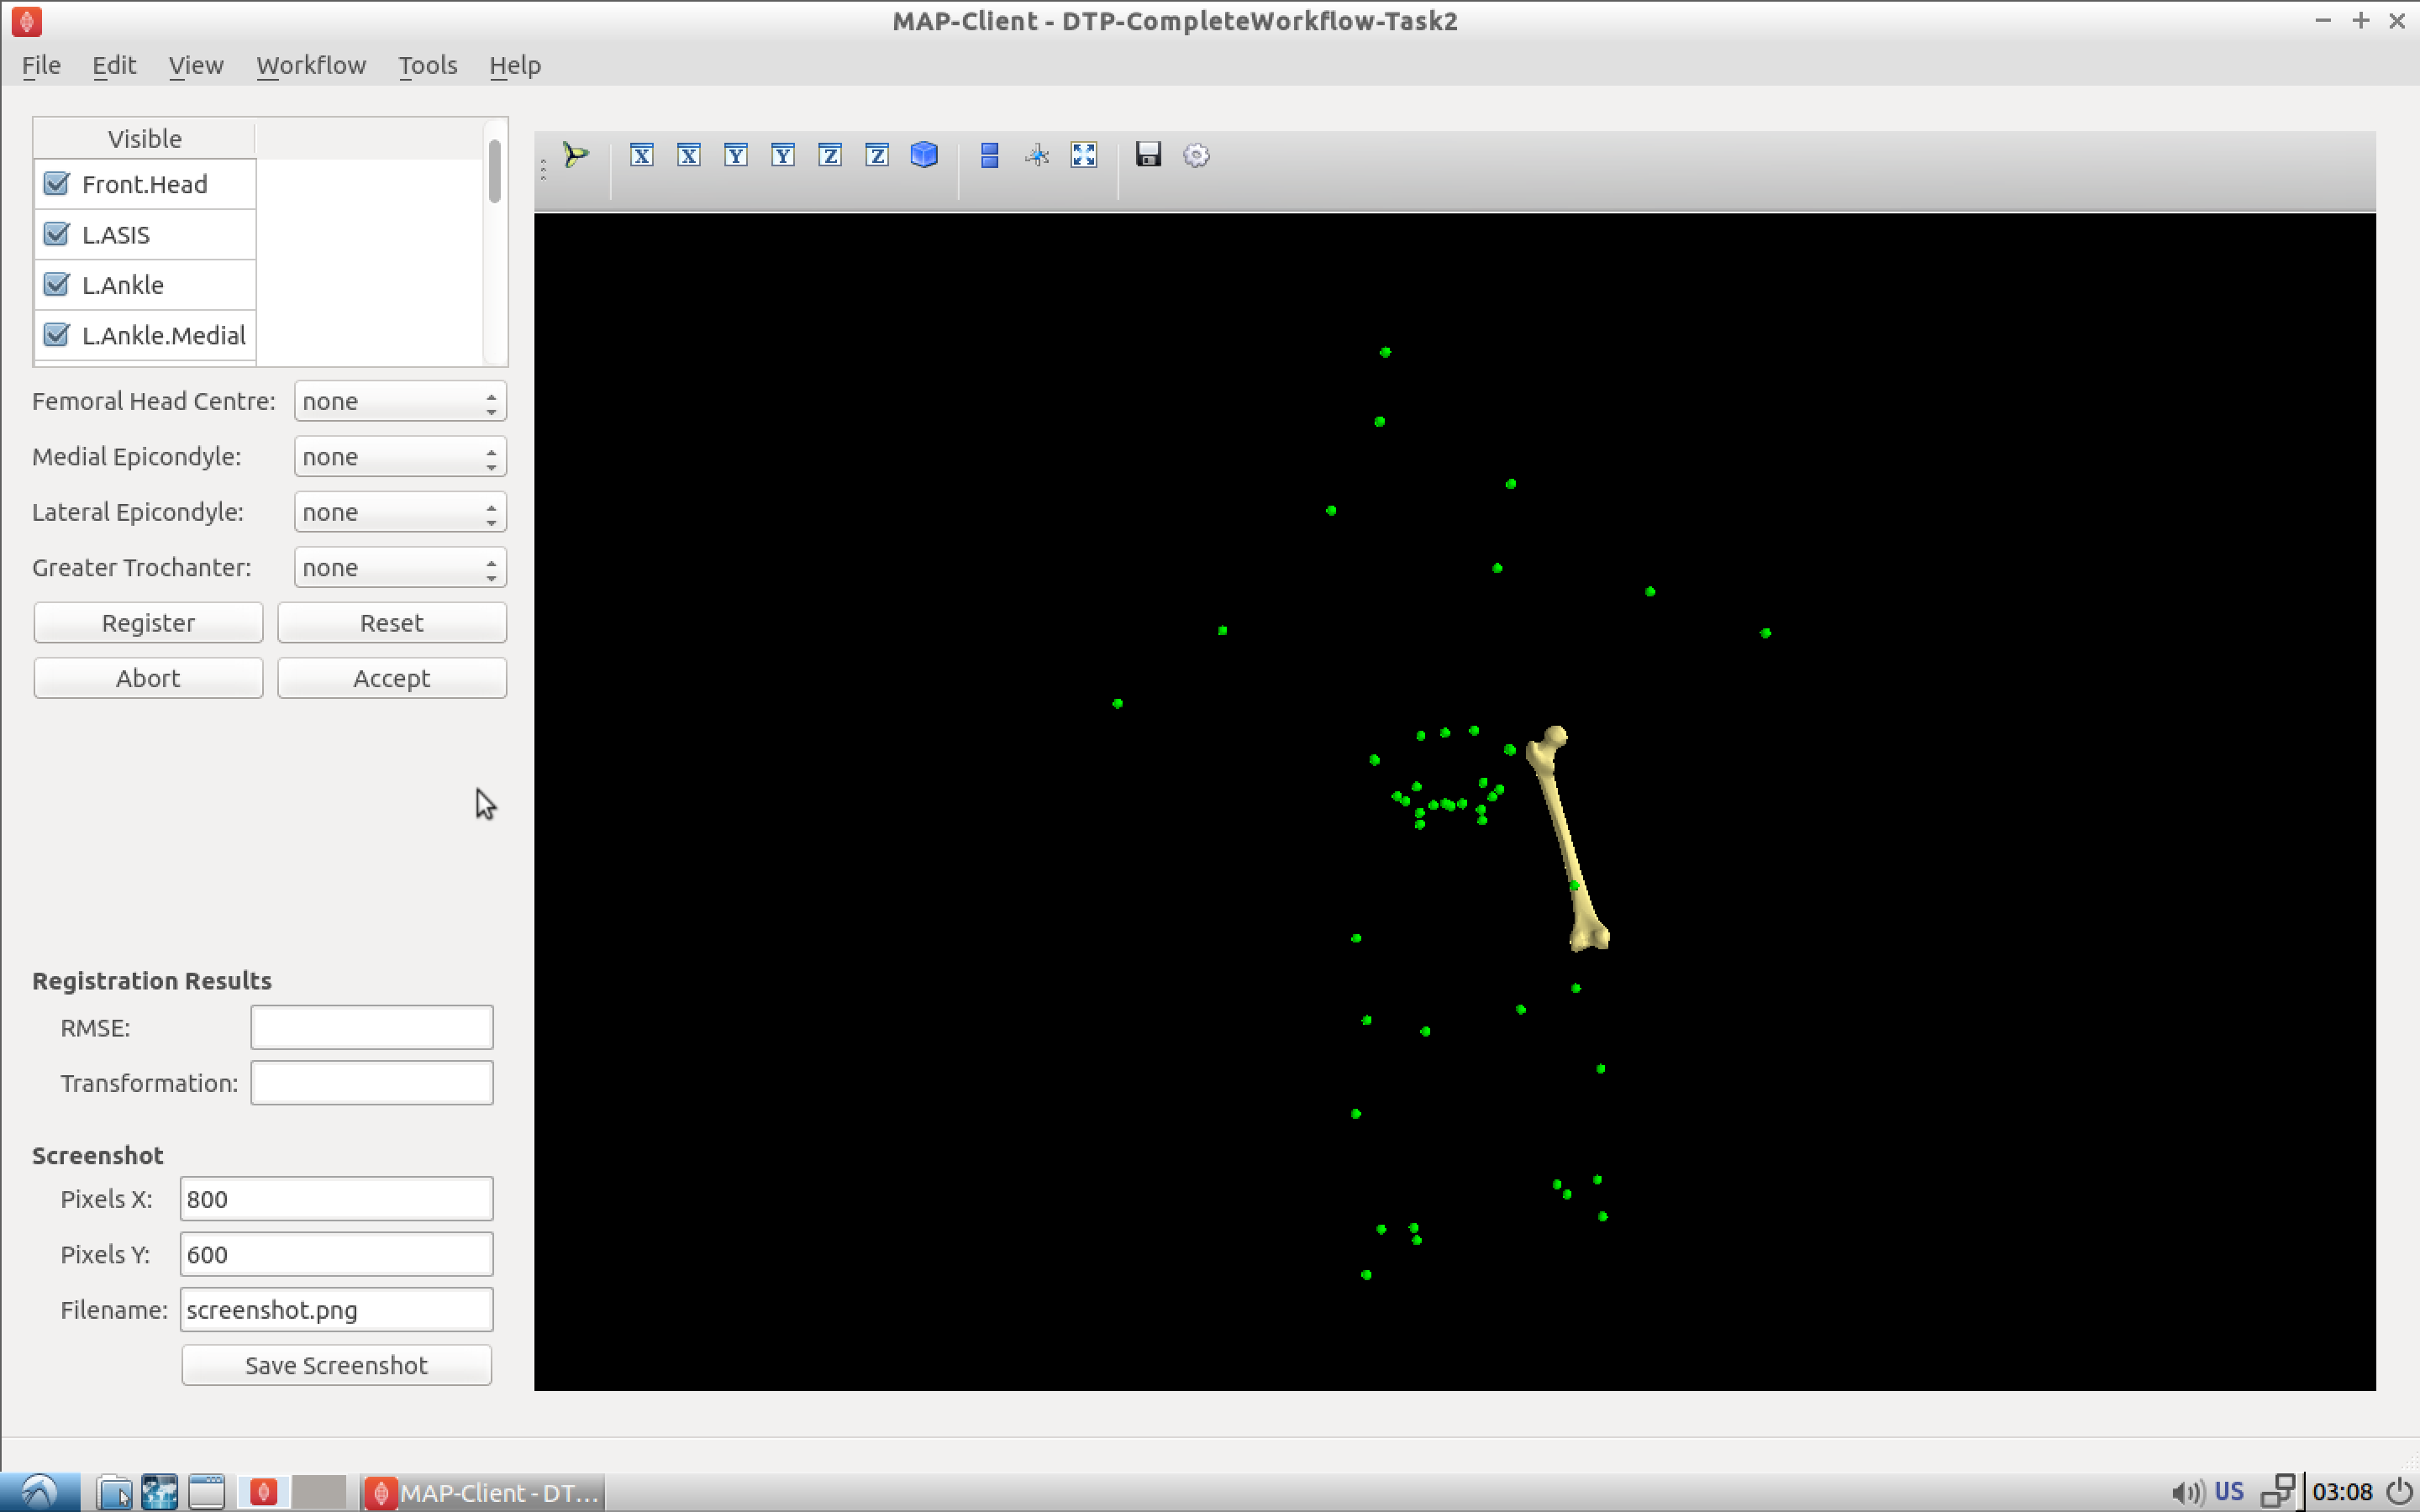 MAP-Client - DTP-CompleteWorkflow-Task2
File Edit View Workflow Tools Help
Visible
Front.Head
L.ASIS
L.Ankle
L.Ankle.Medial
X X Y Y Z Z
Femoral Head Centre: none
Medial Epicondyle: none
Lateral Epicondyle: none
Greater Trochanter: none
Register Reset
Abort Accept
Registration Results
RMSE:
Transformation:
Screenshot
Pixels X: 800
Pixels Y: 600
Filename: screenshot.png
Save Screenshot
MAP-Client - DT... US 03:08